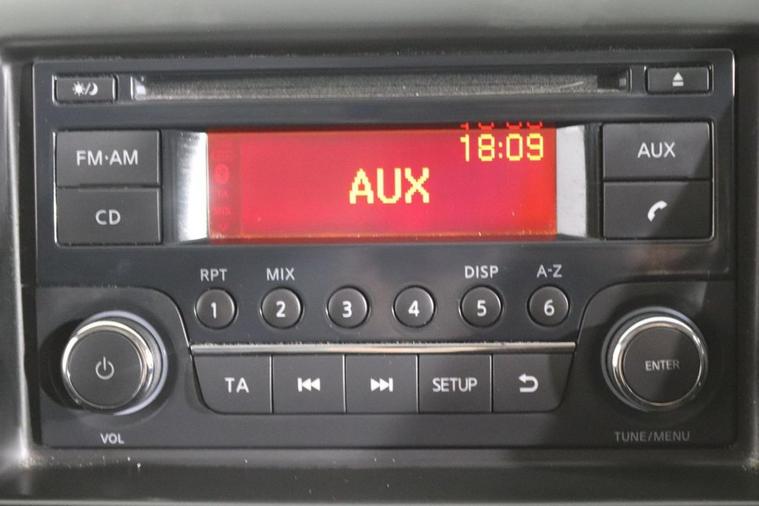 18:09
FM·AM
AUX
AUX
CD
RPT
MIX
DISP
A-Z
1
2
3
4
5
6
TA
SETUP
ENTER
VOL
TUNE/MENU